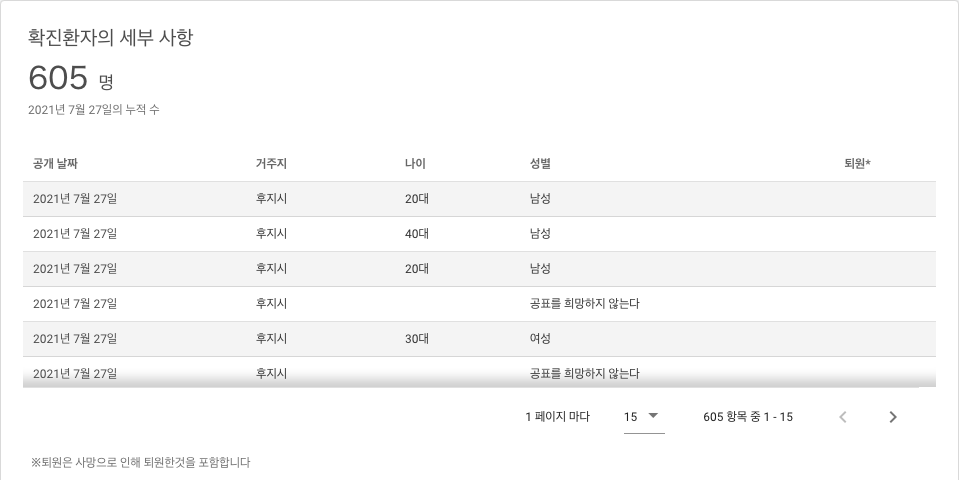 확진환자의 세부 사항
605 명
2021년 7월 27일의 누적 수
공개 날짜 거주지 나이 성별 퇴원*
2021년 7월 27일 후지시 20대 남성
2021년 7월 27일 후지시 40대 남성
2021년 7월 27일 후지시 20대 남성
2021년 7월 27일 후지시 공표를 희망하지 않는다
2021년 7월 27일 후지시 30대 여성
2021년 7월 27일 후지시 공표를 희망하지 않는다
1 페이지 마다 15 605 항목 중 1 - 15
※퇴원은 사망으로 인해 퇴원한것을 포함합니다